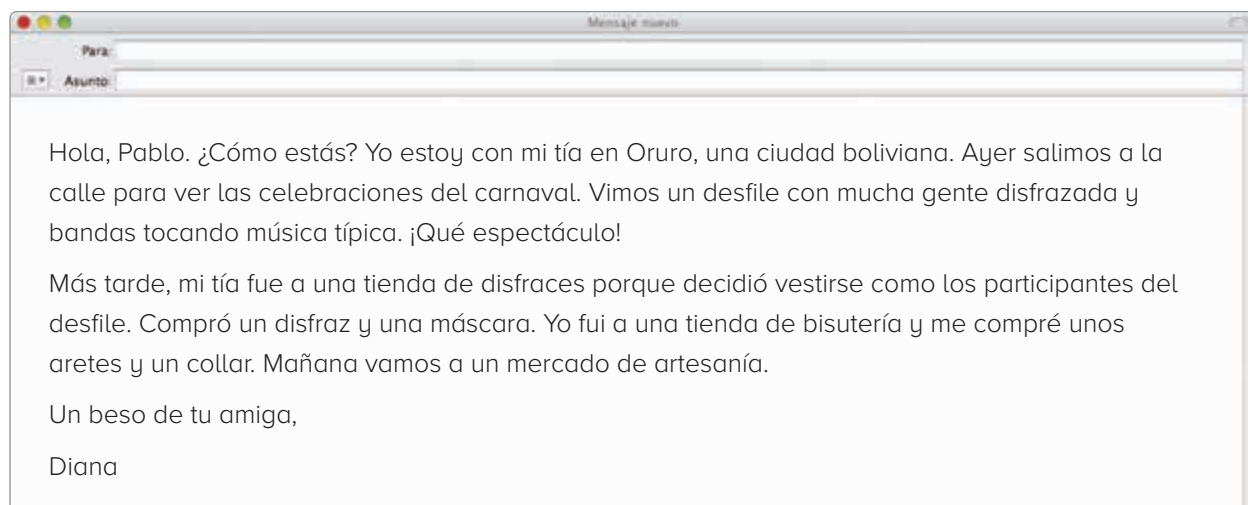 Mensaje nuevo
Para:
Asunto:
Hola, Pablo. ¿Cómo estás? Yo estoy con mi tía en Oruro, una ciudad boliviana. Ayer salimos a la
calle para ver las celebraciones del carnaval. Vimos un desfile con mucha gente disfrazada y
bandas tocando música típica. ¡Qué espectáculo!
Más tarde, mi tía fue a una tienda de disfraces porque decidió vestirse como los participantes del
desfile. Compró un disfraz y una máscara. Yo fui a una tienda de bisutería y me compré unos
aretes y un collar. Mañana vamos a un mercado de artesanía.
Un beso de tu amiga,
Diana